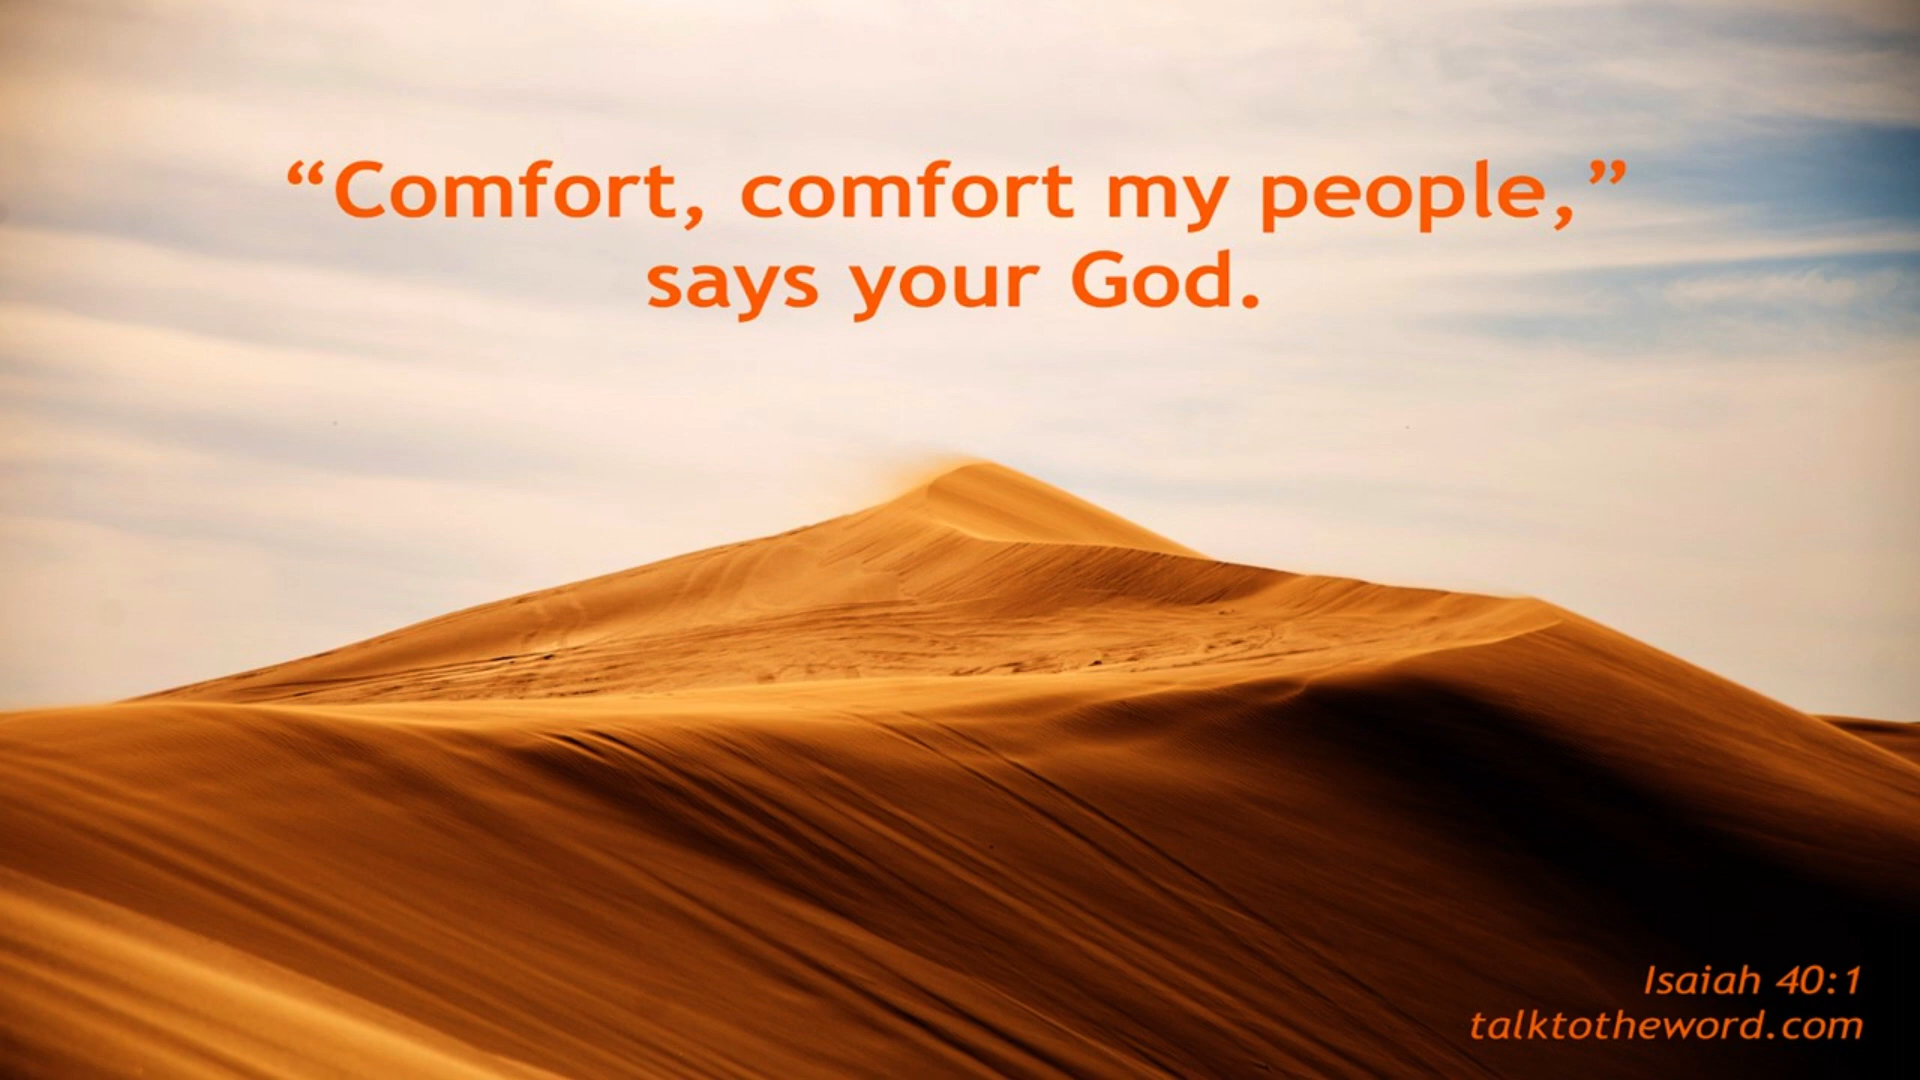 “Comfort, comfort my people,”
says your God.
Isaiah 40:1
talktotheword.com